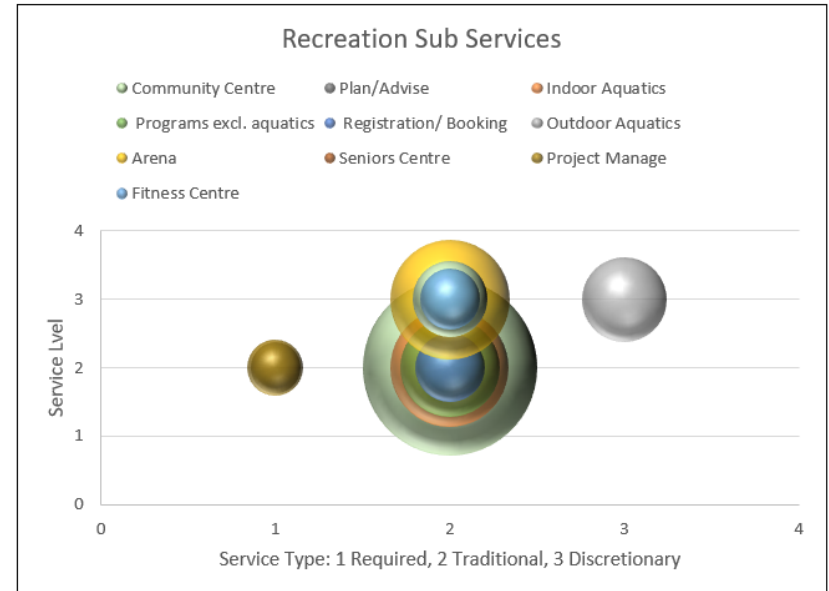 Recreation Sub Services
Community Centre Plan/Advise Indoor Aquatics
Programs excl. aquatics Registration/ Booking Outdoor Aquatics
Arena Seniors Centre Project Manage
Fitness Centre
4
3
2
1
0
Service Lvel
0 1 2 3 4
Service Type: 1 Required, 2 Traditional, 3 Discretionary